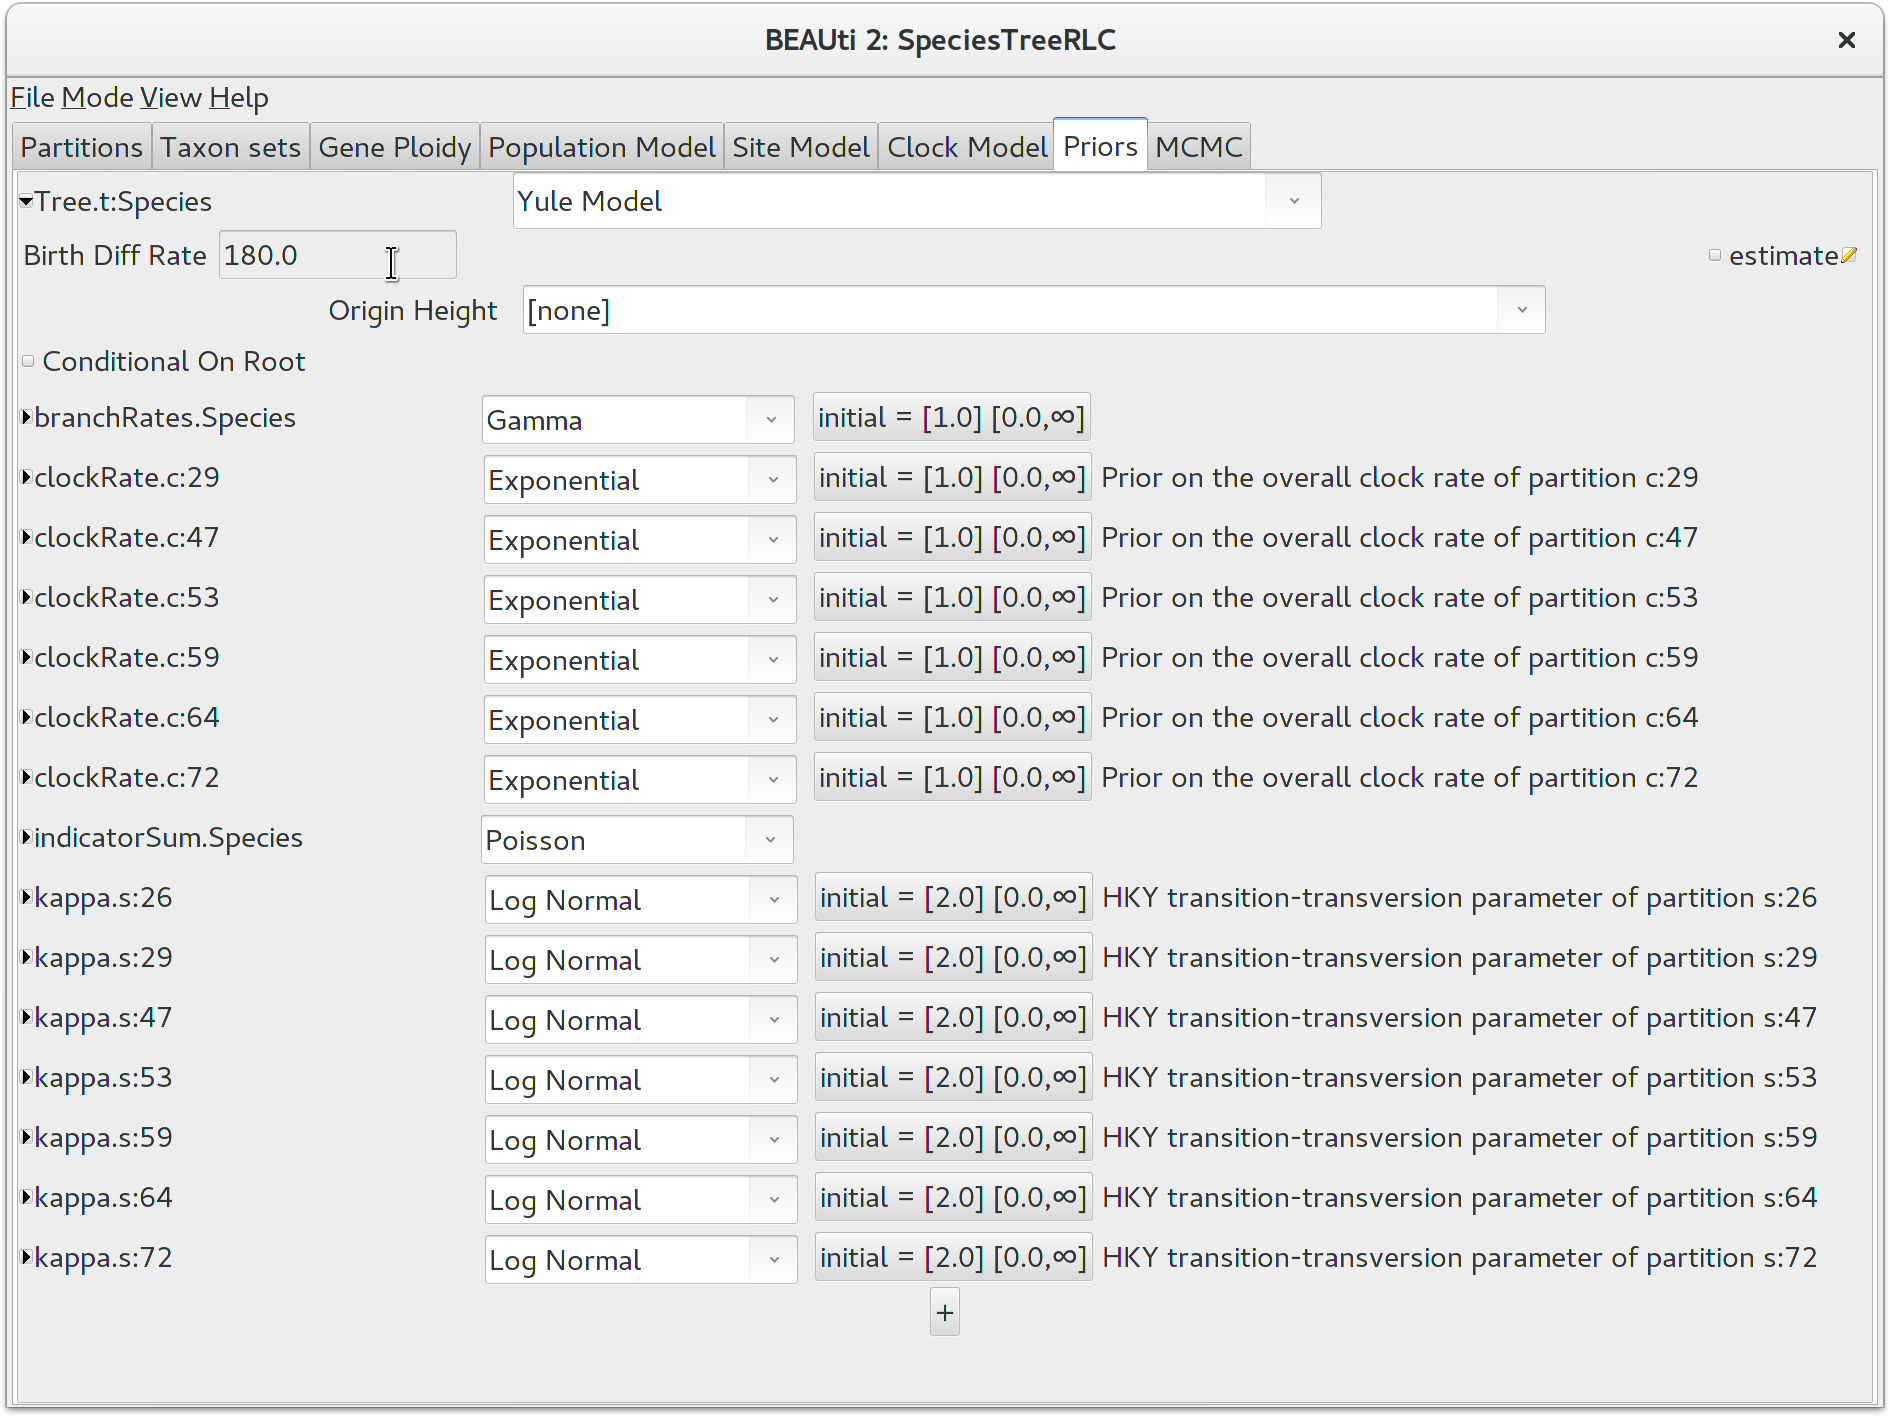 BEAUti 2: SpeciesTreeRLC
File Mode View Help
Partitions Taxon sets Gene Ploidy Population Model Site Model Clock Model Priors MCMC
Tree.t:Species Yule Model
Birth Diff Rate 180.0 estimate
Origin Height [none]
Conditional On Root
branchRates.Species Gamma initial = [1.0] [0.0,∞]
clockRate.c:29 Exponential initial = [1.0] [0.0,∞] Prior on the overall clock rate of partition c:29
clockRate.c:47 Exponential initial = [1.0] [0.0,∞] Prior on the overall clock rate of partition c:47
clockRate.c:53 Exponential initial = [1.0] [0.0,∞] Prior on the overall clock rate of partition c:53
clockRate.c:59 Exponential initial = [1.0] [0.0,∞] Prior on the overall clock rate of partition c:59
clockRate.c:64 Exponential initial = [1.0] [0.0,∞] Prior on the overall clock rate of partition c:64
clockRate.c:72 Exponential initial = [1.0] [0.0,∞] Prior on the overall clock rate of partition c:72
indicatorSum.Species Poisson
kappa.s:26 Log Normal initial = [2.0] [0.0,∞] HKY transition-transversion parameter of partition s:26
kappa.s:29 Log Normal initial = [2.0] [0.0,∞] HKY transition-transversion parameter of partition s:29
kappa.s:47 Log Normal initial = [2.0] [0.0,∞] HKY transition-transversion parameter of partition s:47
kappa.s:53 Log Normal initial = [2.0] [0.0,∞] HKY transition-transversion parameter of partition s:53
kappa.s:59 Log Normal initial = [2.0] [0.0,∞] HKY transition-transversion parameter of partition s:59
kappa.s:64 Log Normal initial = [2.0] [0.0,∞] HKY transition-transversion parameter of partition s:64
kappa.s:72 Log Normal initial = [2.0] [0.0,∞] HKY transition-transversion parameter of partition s:72
+